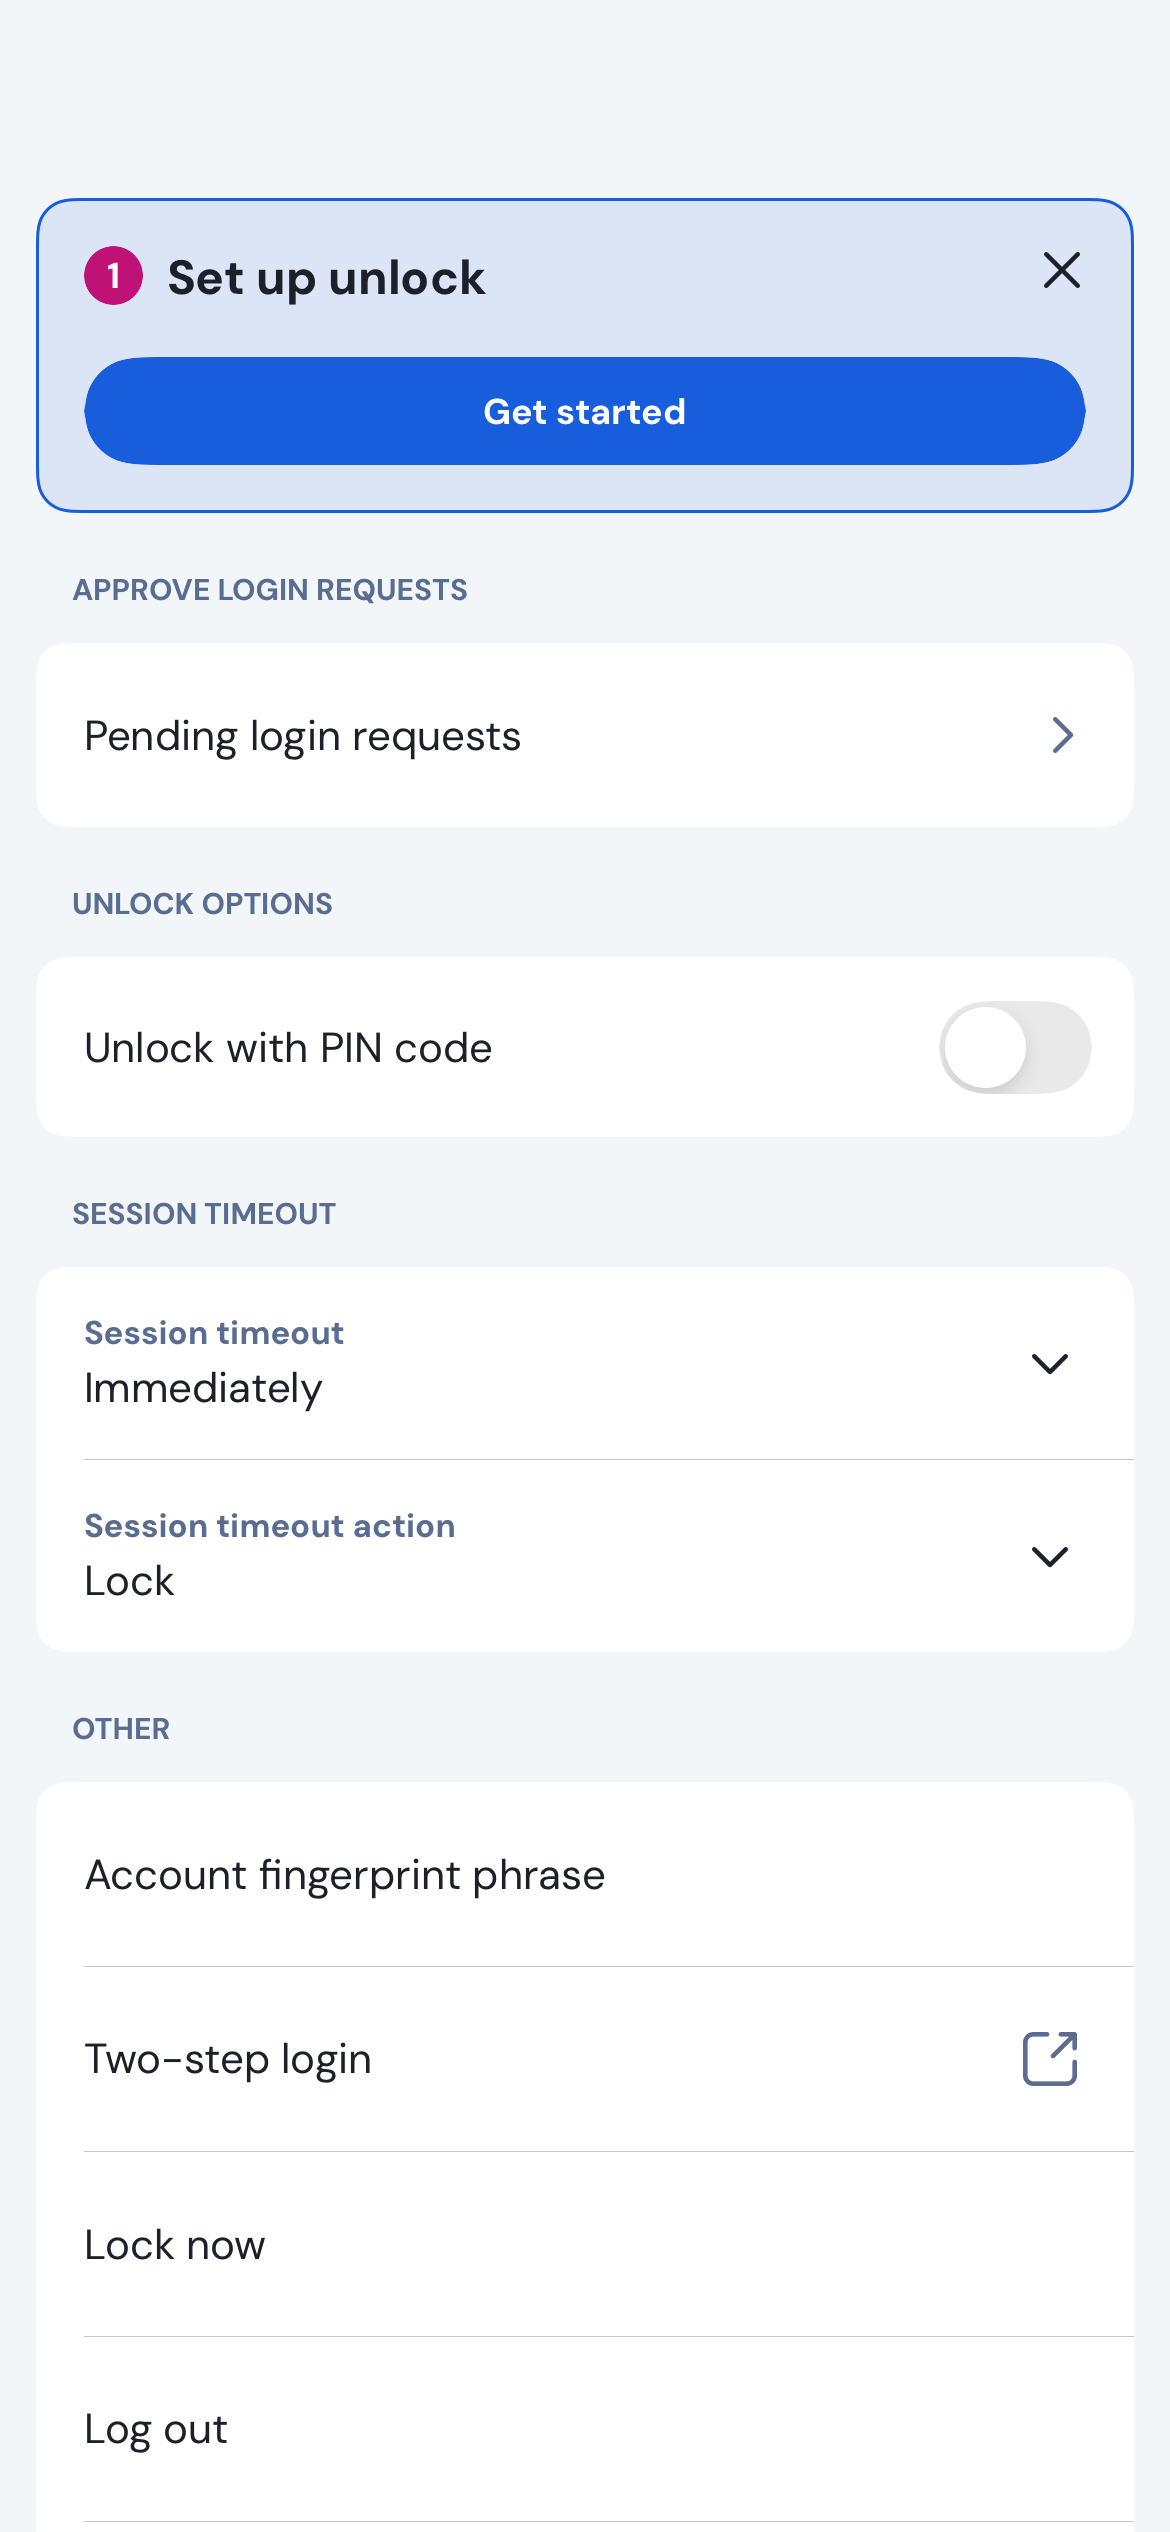 1 Set up unlock
Get started
APPROVE LOGIN REQUESTS
Pending login requests
UNLOCK OPTIONS
Unlock with PIN code
SESSION TIMEOUT
Session timeout
Immediately
Session timeout action
Lock
OTHER
Account fingerprint phrase
Two-step login
Lock now
Log out